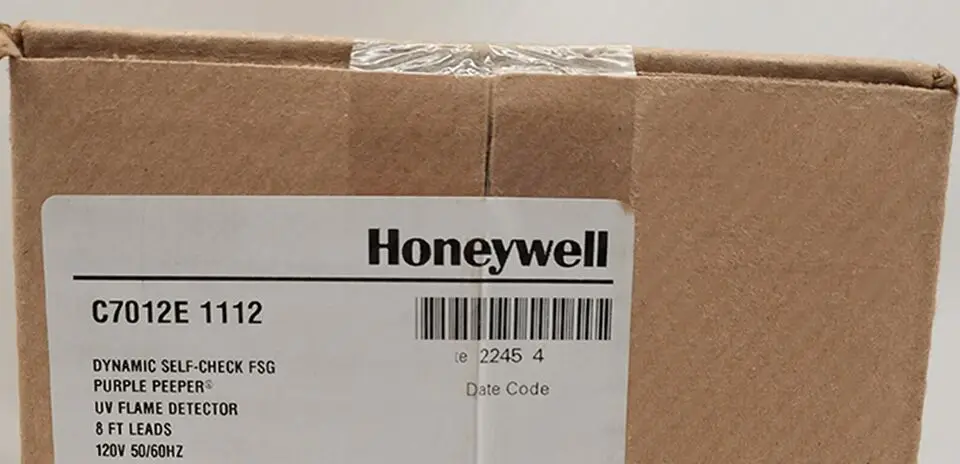 Honeywell
C7012E 1112
te 2245 4
Date Code
DYNAMIC SELF-CHECK FSG
PURPLE PEEPER®
UV FLAME DETECTOR
8 FT LEADS
120V 50/60HZ